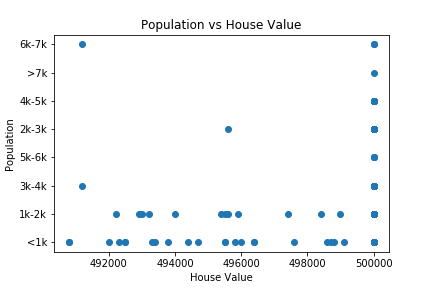 Population vs House Value
6k-7k
>7k
4k-5k
2k-3k
5k-6k
3k-4k
1k-2k
<1k
Population
492000 494000 496000 498000 500000
House Value